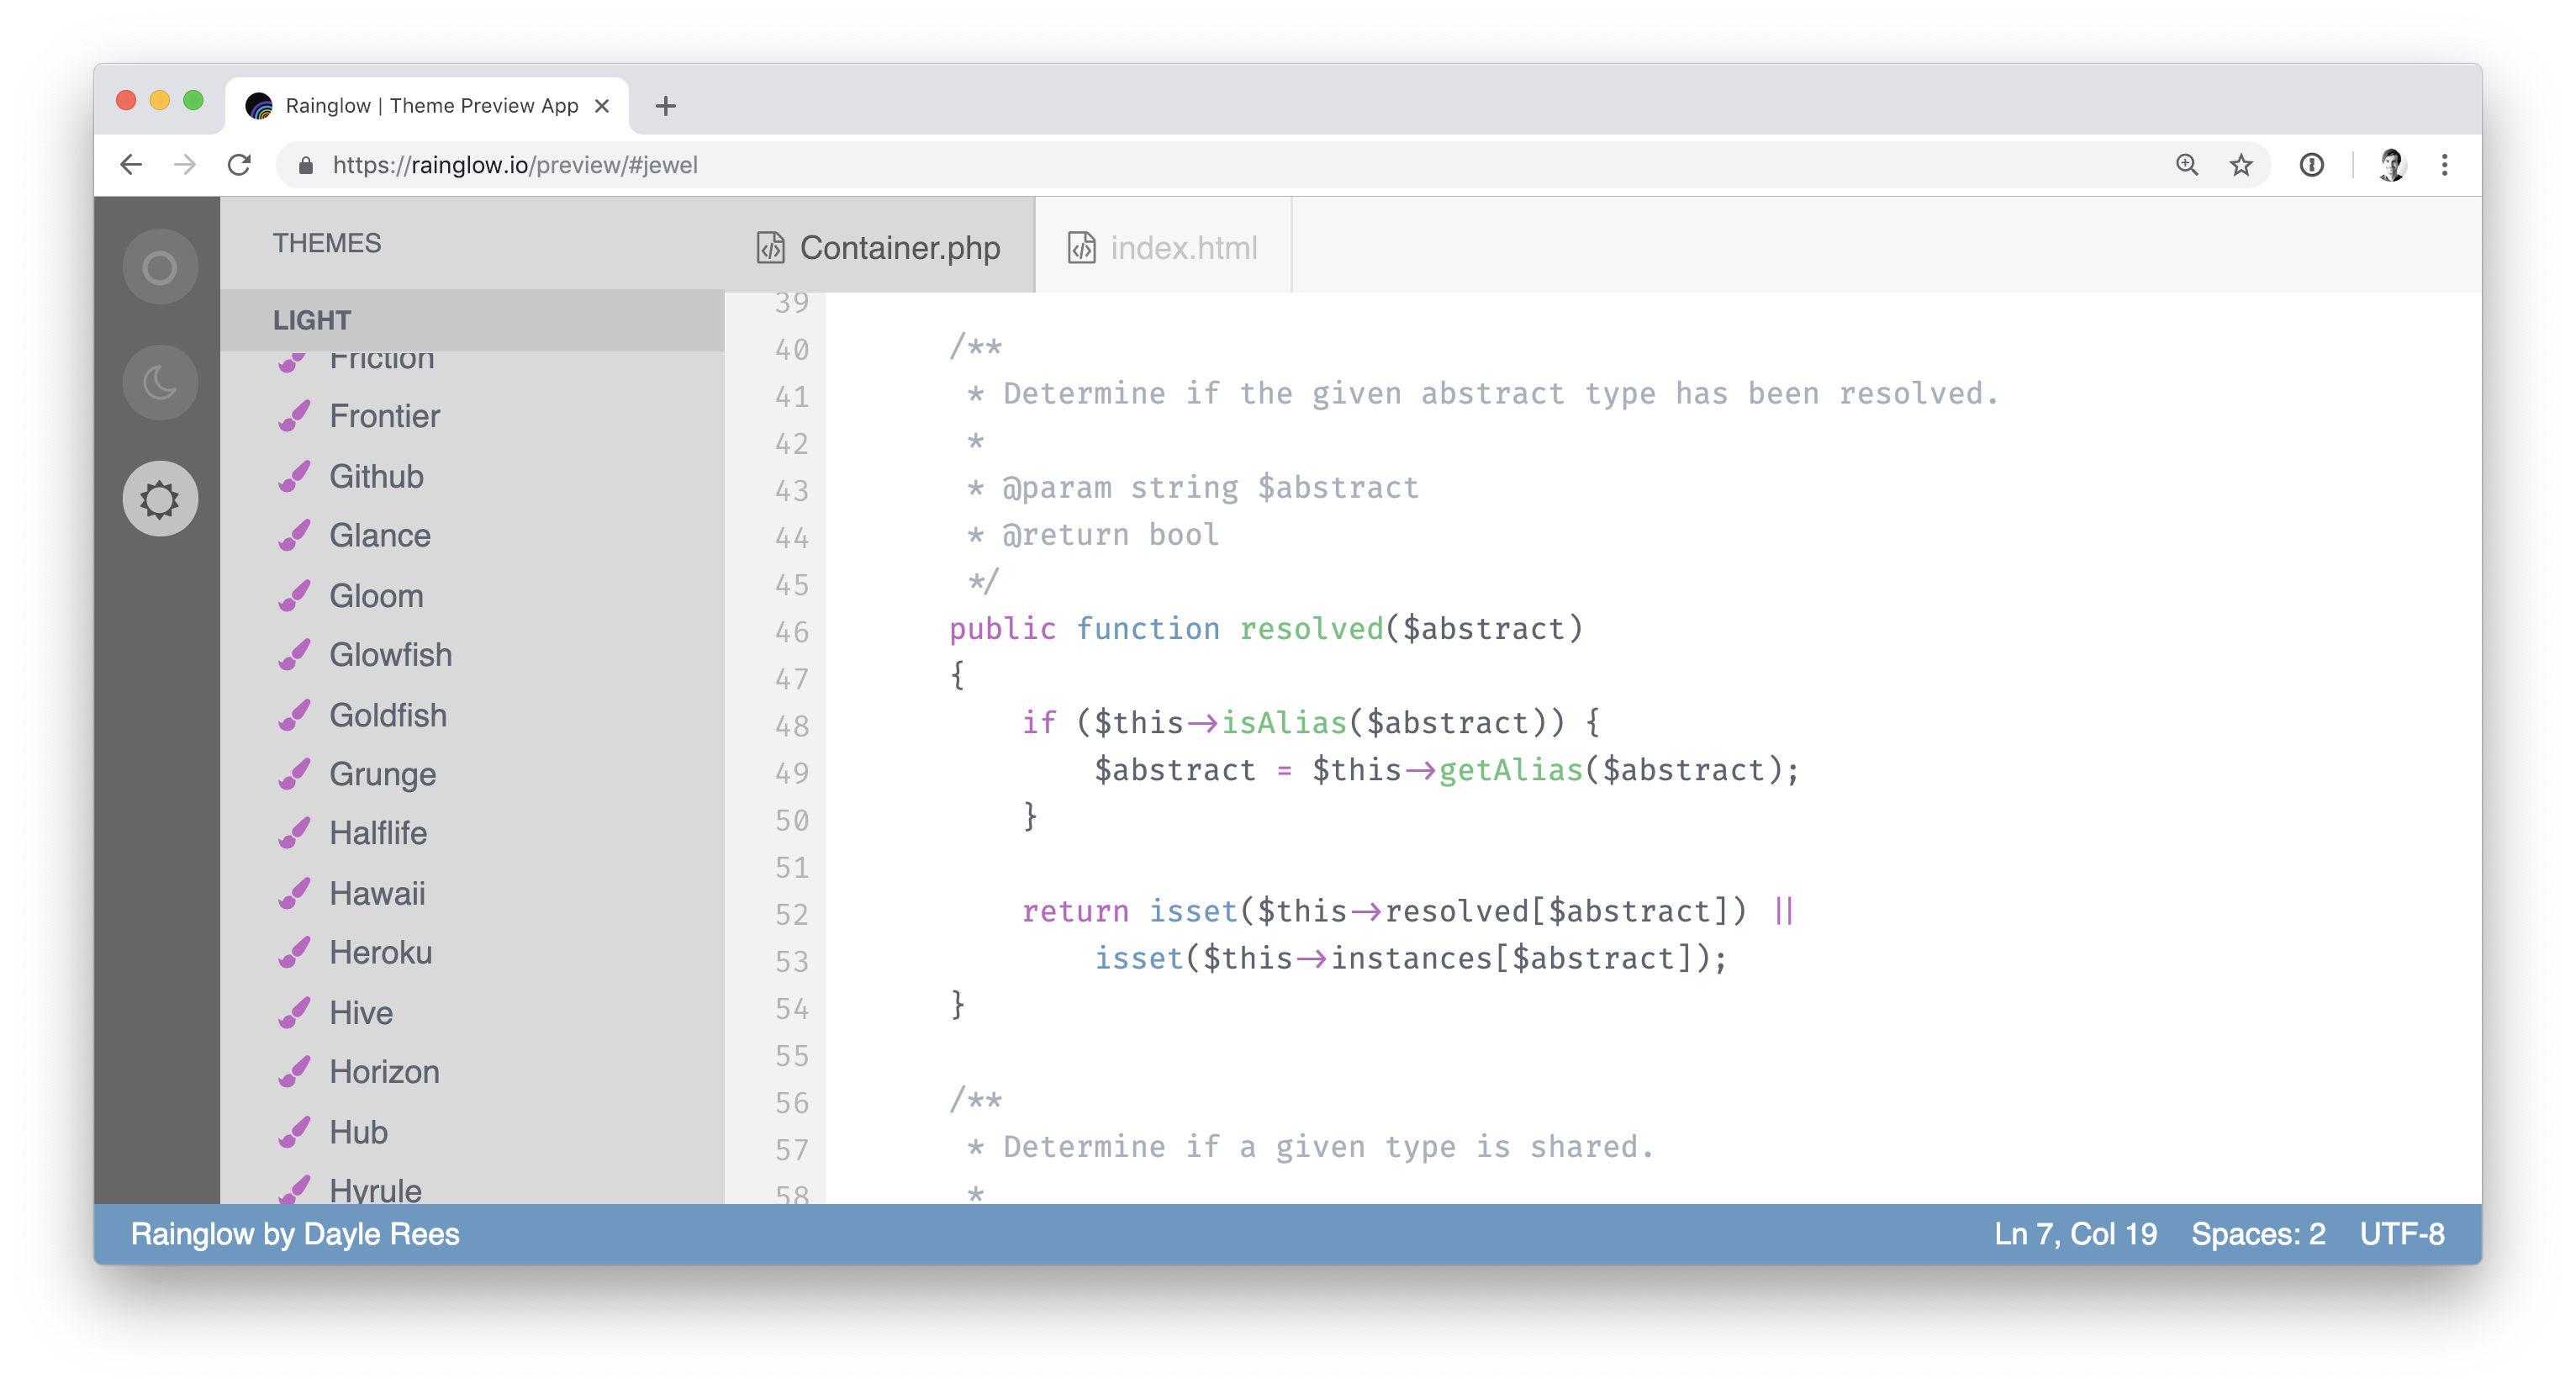 Rainglow | Theme Preview App
https://rainglow.io/preview/#jewel
THEMES
LIGHT
Friction
Frontier
Github
Glance
Gloom
Glowfish
Goldfish
Grunge
Halflife
Hawaii
Heroku
Hive
Horizon
Hub
Hyrule
Container.php
index.html
39
40 /**
41 * Determine if the given abstract type has been resolved.
42 *
43 * @param string $abstract
44 * @return bool
45 */
46 public function resolved($abstract)
47 {
48 if ($this->isAlias($abstract)) {
49 $abstract = $this->getAlias($abstract);
50 }
51
52 return isset($this->resolved[$abstract]) ||
53 isset($this->instances[$abstract]);
54 }
55
56 /**
57 * Determine if a given type is shared.
58 *
Rainglow by Dayle Rees
Ln 7, Col 19 Spaces: 2 UTF-8